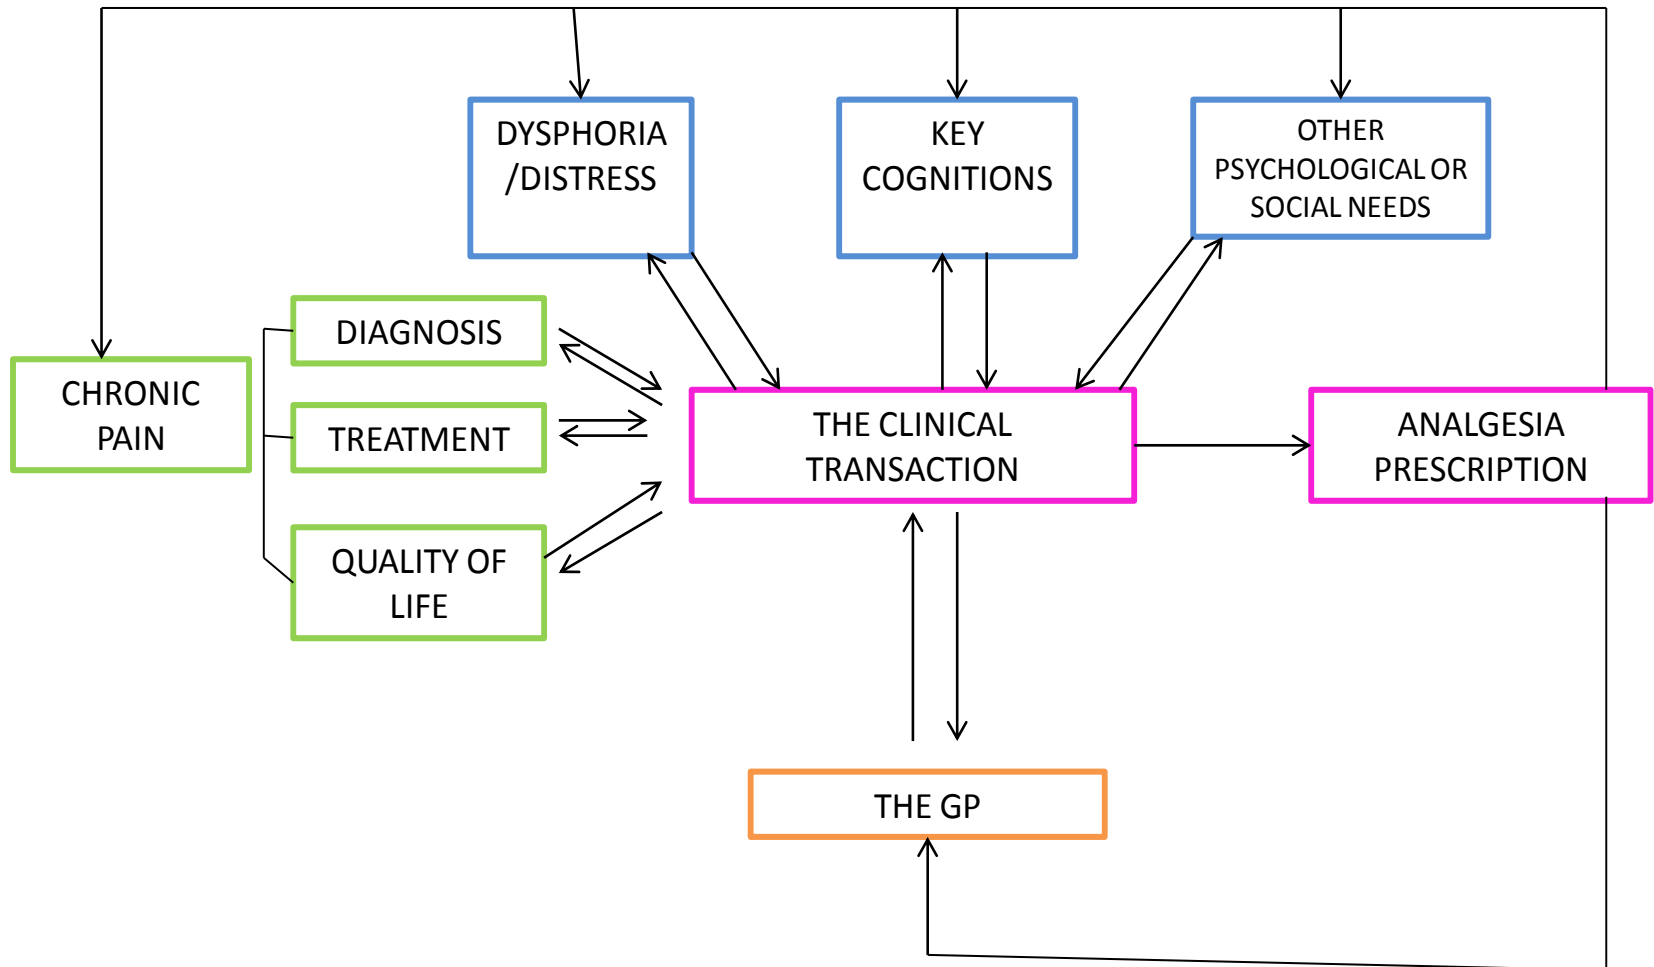 DYSPHORIA
/DISTRESS
KEY
COGNITIONS
OTHER
PSYCHOLOGICAL OR
SOCIAL NEEDS
DIAGNOSIS
CHRONIC
PAIN
TREATMENT
QUALITY OF
LIFE
THE CLINICAL
TRANSACTION
ANALGESIA
PRESCRIPTION
THE GP